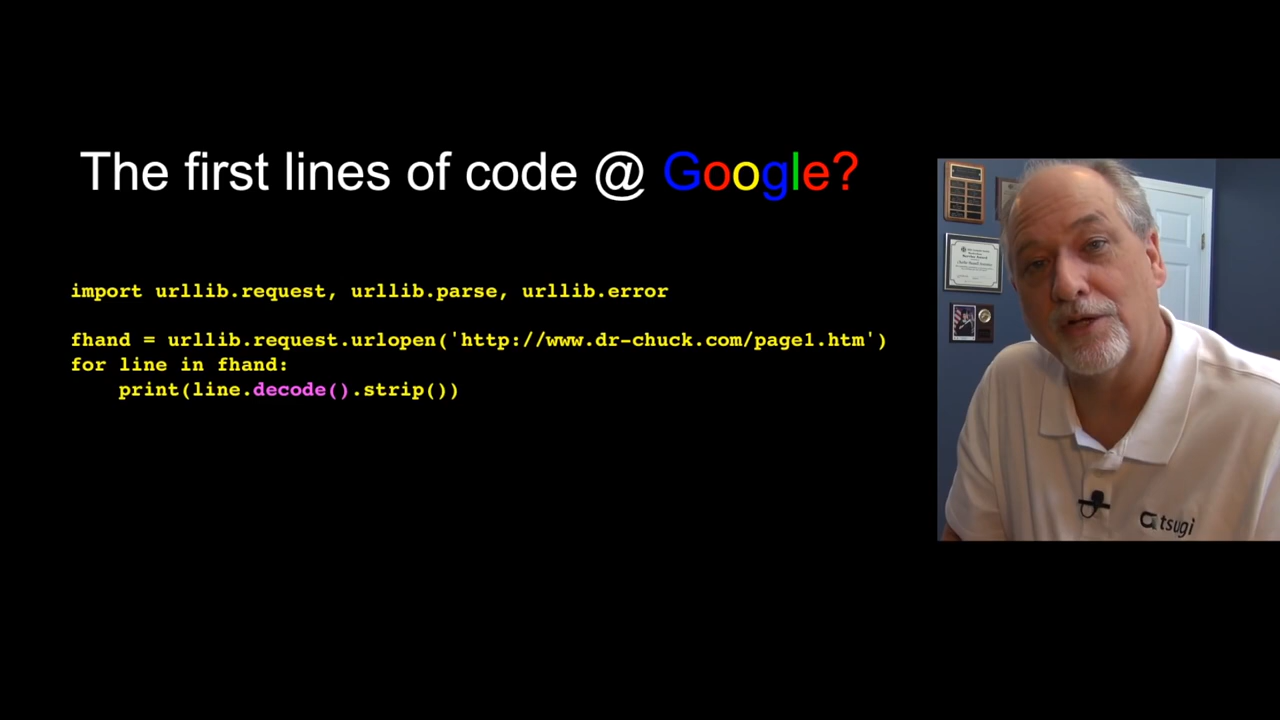 The first lines of code @ Google?
import urllib.request, urllib.parse, urllib.error
fhand = urllib.request.urlopen('http://www.dr-chuck.com/page1.htm')
for line in fhand:
    print(line.decode().strip())
tsugi